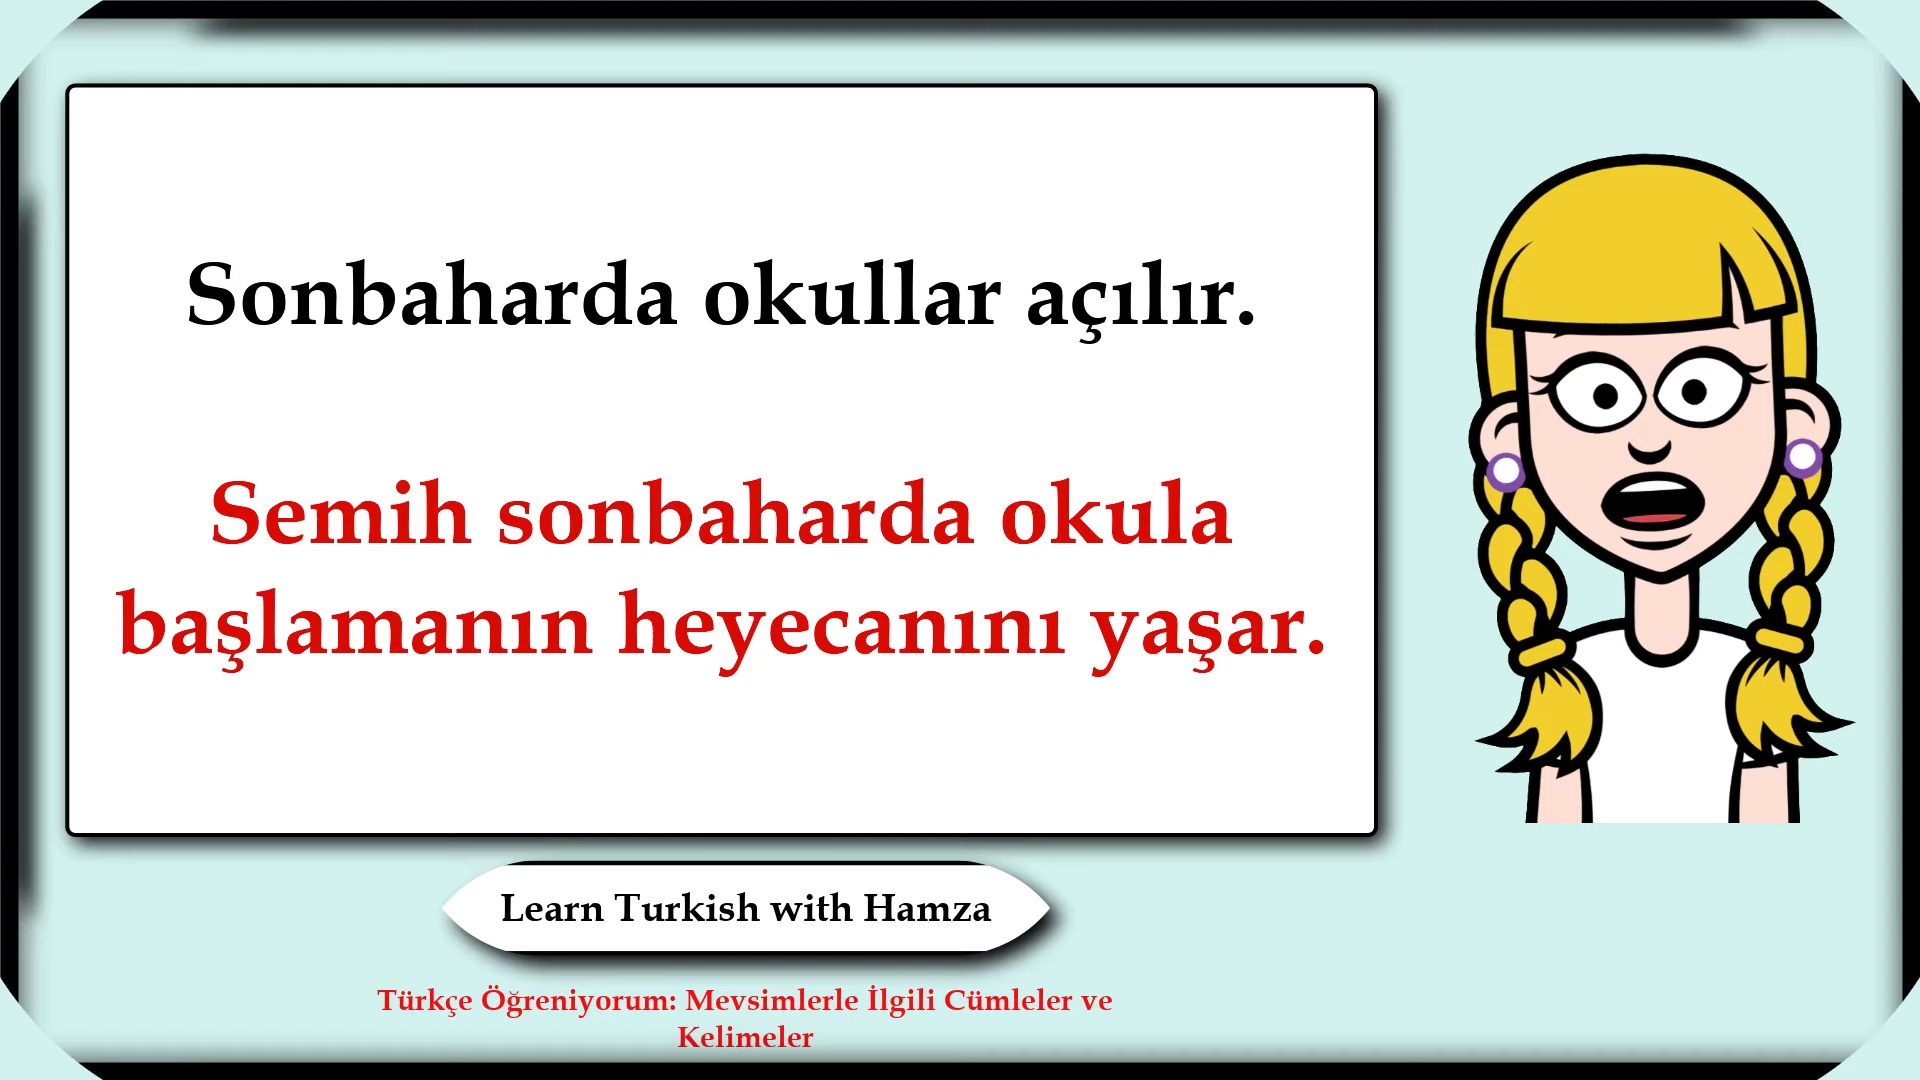 Sonbaharda okullar açılır.
Semih sonbaharda okula
başlamanın heyecanını yaşar.
Learn Turkish with Hamza
Türkçe Öğreniyorum: Mevsimlerle İlgili Cümleler ve
Kelimeler